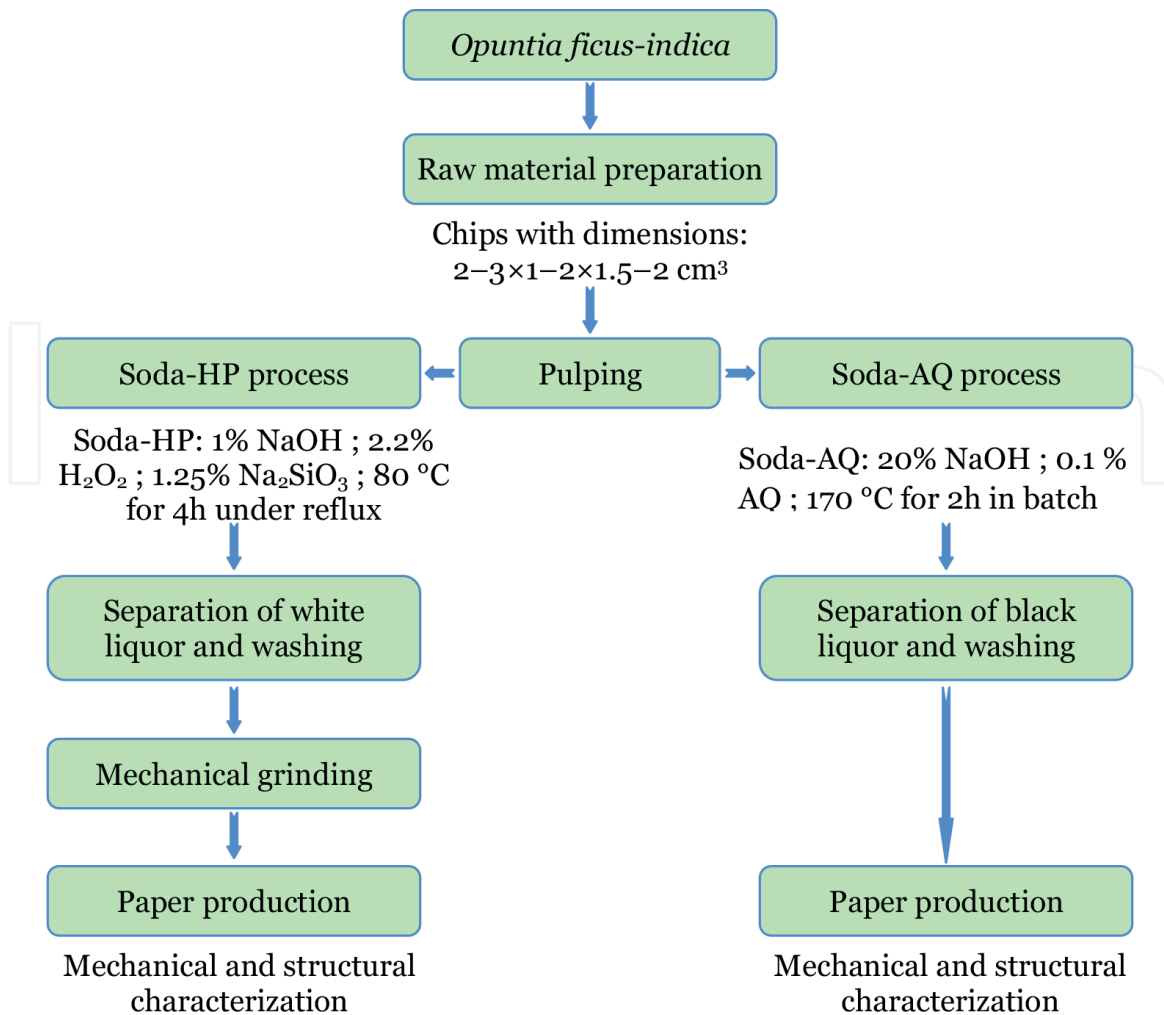 Opuntia ficus-indica
Raw material preparation
Chips with dimensions:
2–3×1–2×1.5–2 cm³
Soda-HP process
Pulping
Soda-AQ process
Soda-HP: 1% NaOH ; 2.2%
H₂O₂ ; 1.25% Na₂SiO₃ ; 80 °C
for 4h under reflux
Soda-AQ: 20% NaOH ; 0.1 %
AQ ; 170 °C for 2h in batch
Separation of white
liquor and washing
Separation of black
liquor and washing
Mechanical grinding
Paper production
Paper production
Mechanical and structural
characterization
Mechanical and structural
characterization